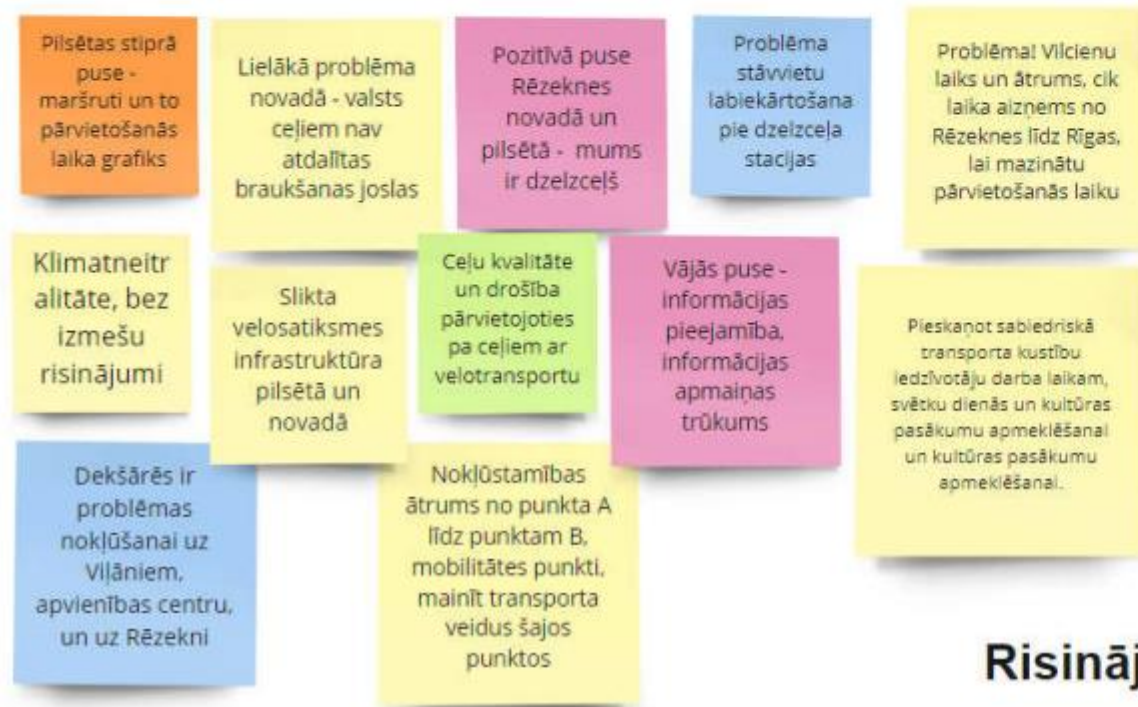 Pilsētas stiprā
puse -
maršruti un to
pārvietošanās
laika grafiks
Lielākā problēma
novadā - valsts
ceļiem nav
atdalītas
braukšanas joslas
Pozitīvā puse
Rēzeknes
novadā un
pilsētā - mums
ir dzelzceļš
Problēma
stāvvietu
labiekārtošana
pie dzelzceļa
stacijas
Problēma! Vilcienu
laiks un ātrums, cik
laika aizņems no
Rēzeknes līdz Rīgas,
lai mazinātu
pārvietošanās laiku
Klimatneitr
alitāte, bez
izmešu
risinājumi
Slikta
velosatiksmes
infrastruktūra
pilsētā un
novadā
Ceļu kvalitāte
un drošība
pārvietojoties
pa ceļiem ar
velotransportu
Vājās puse -
informācijas
pieejamība,
informācijas
apmaiņas
trūkums
Pieskaņot sabiedriskā
transporta kustību
iedzīvotāju darba laikam,
svētku dienās un kultūras
pasākumu apmeklēšanai
un kultūras pasākumu
apmeklēšanai.
Dekšārēs ir
problēmas
nokļūšanai uz
Viļāniem,
apvienības centru,
un uz Rēzekni
Nokļūstamības
ātrums no punkta A
līdz punktam B,
mobilitātes punkti,
mainīt transporta
veidus šajos
punktos
Risināj